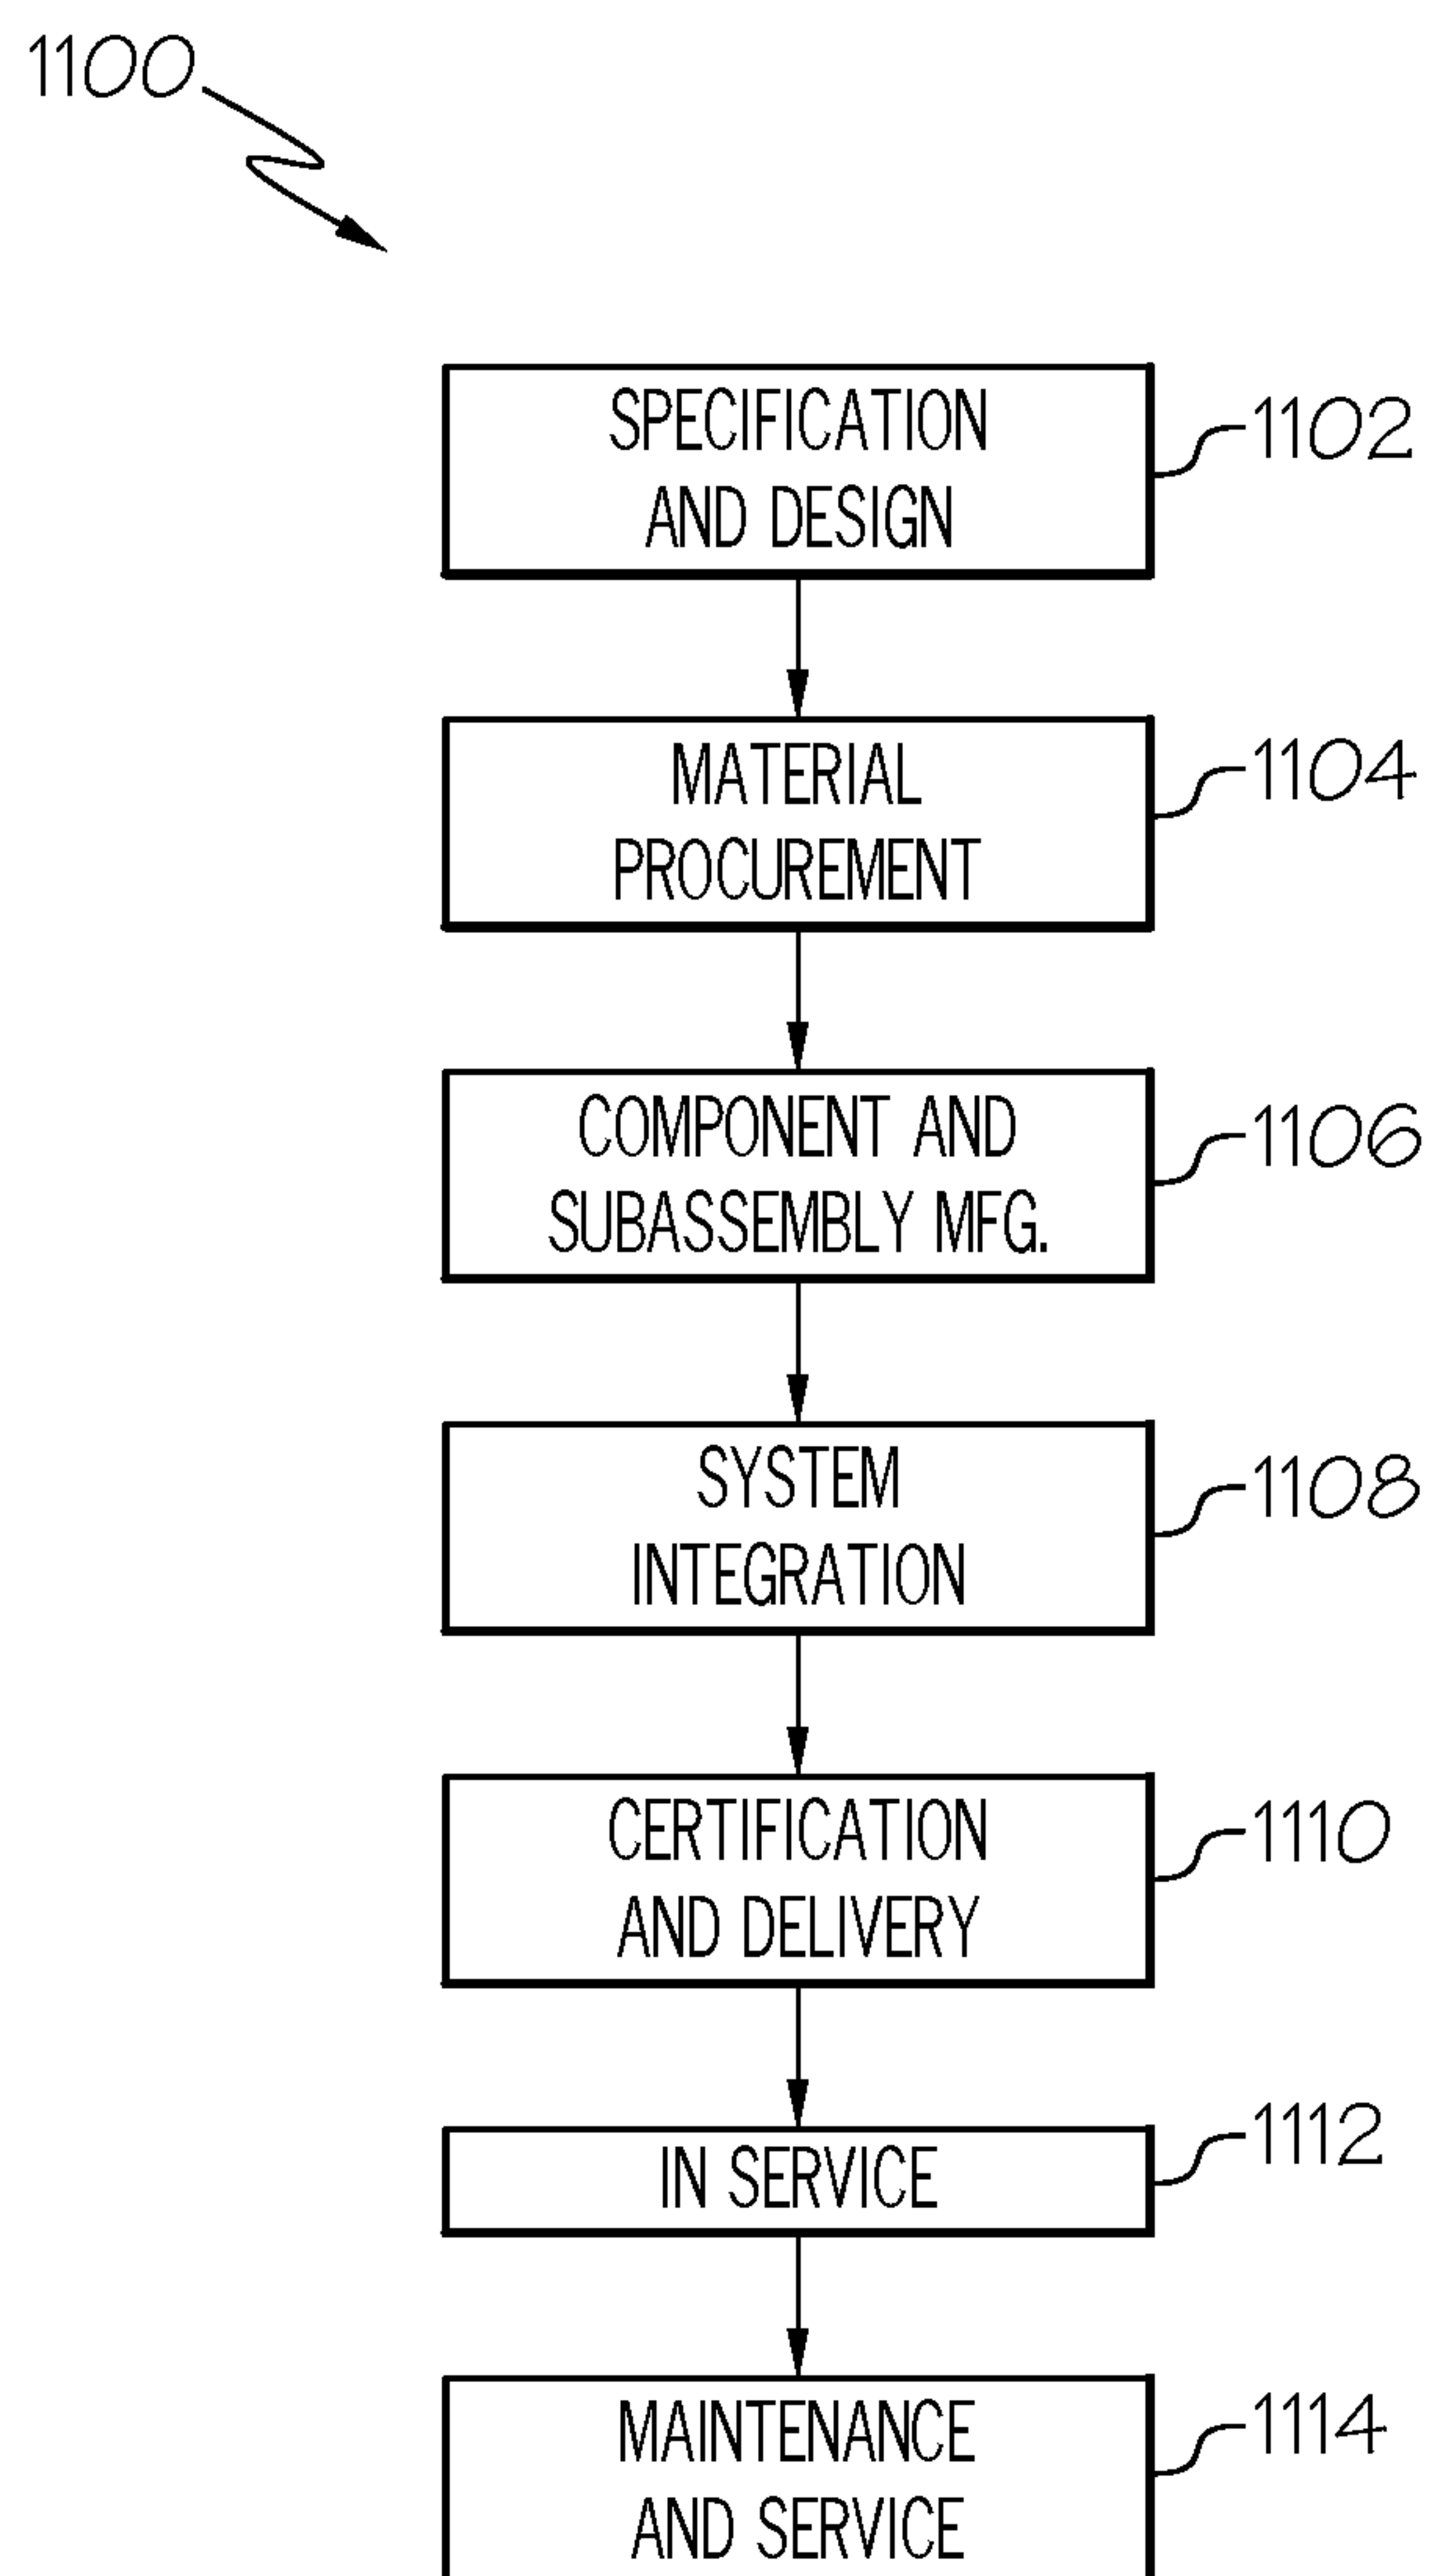 1100
SPECIFICATION
AND DESIGN
1102
MATERIAL
PROCUREMENT
1104
COMPONENT AND
SUBASSEMBLY MFG.
1106
SYSTEM
INTEGRATION
1108
CERTIFICATION
AND DELIVERY
1110
IN SERVICE
1112
MAINTENANCE
AND SERVICE
1114